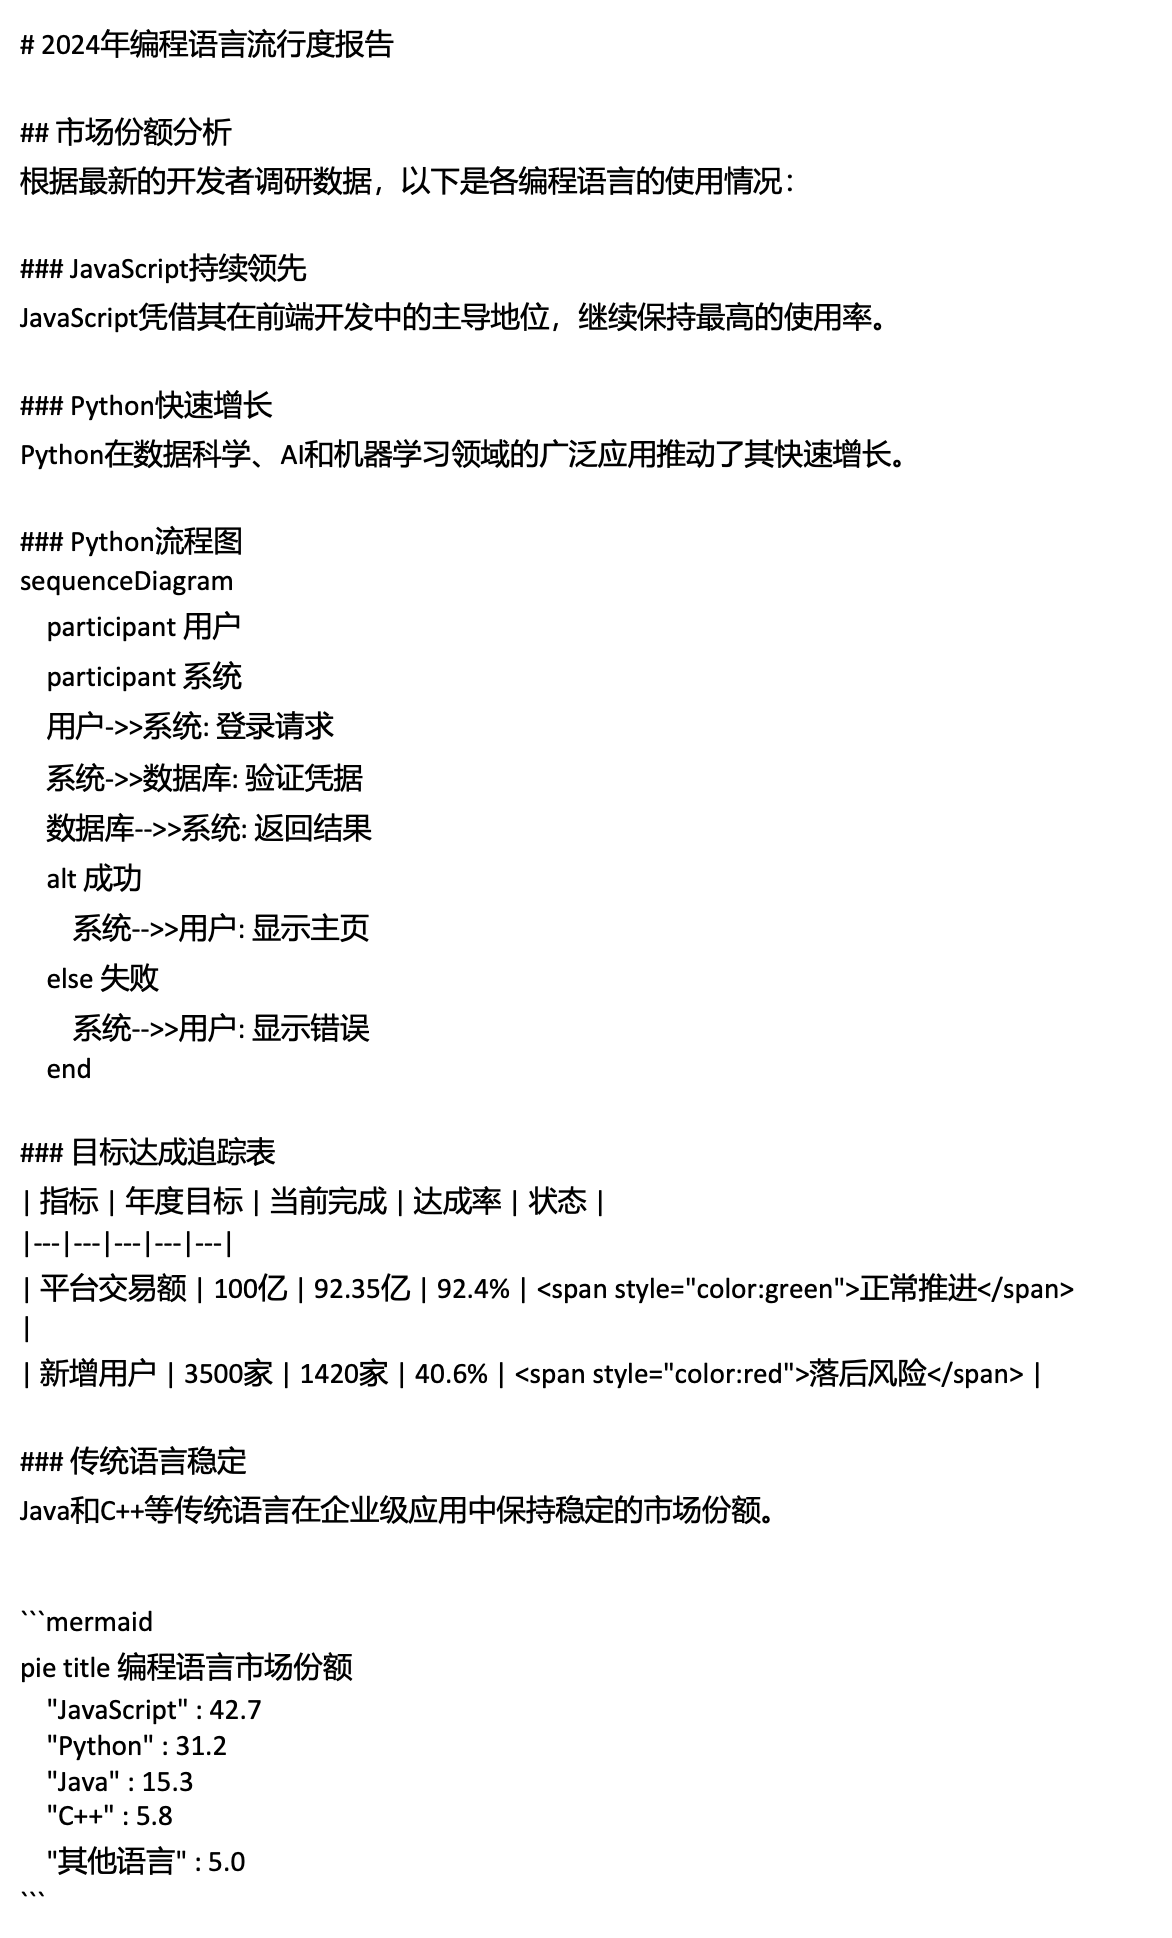 # 2024年编程语言流行度报告

## 市场份额分析
根据最新的开发者调研数据，以下是各编程语言的使用情况：

### JavaScript持续领先
JavaScript凭借其在前端开发中的主导地位，继续保持最高的使用率。

### Python快速增长
Python在数据科学、AI和机器学习领域的广泛应用推动了其快速增长。

### Python流程图
sequenceDiagram
    participant 用户
    participant 系统
    用户->>系统: 登录请求
    系统->>数据库: 验证凭据
    数据库-->>系统: 返回结果
    alt 成功
        系统-->>用户: 显示主页
    else 失败
        系统-->>用户: 显示错误
    end

### 目标达成追踪表
| 指标 | 年度目标 | 当前完成 | 达成率 | 状态 |
|---|---|---|---|---|
| 平台交易额 | 100亿 | 92.35亿 | 92.4% | <span style="color:green">正常推进</span>
|
| 新增用户 | 3500家 | 1420家 | 40.6% | <span style="color:red">落后风险</span> |

### 传统语言稳定
Java和C++等传统语言在企业级应用中保持稳定的市场份额。


```mermaid
pie title 编程语言市场份额
    "JavaScript" : 42.7
    "Python" : 31.2
    "Java" : 15.3
    "C++" : 5.8
    "其他语言" : 5.0
```